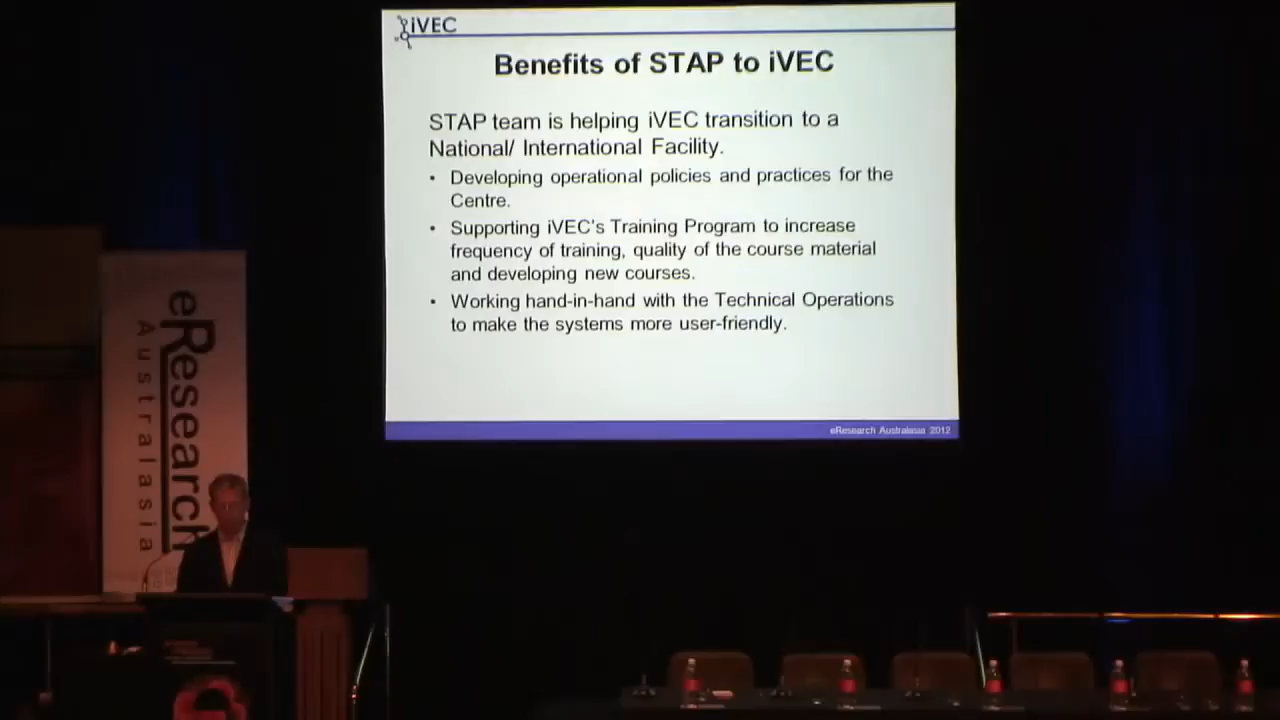 iVEC
Benefits of STAP to iVEC
STAP team is helping iVEC transition to a
National/ International Facility.
• Developing operational policies and practices for the
Centre.
• Supporting iVEC's Training Program to increase
frequency of training, quality of the course material
and developing new courses.
• Working hand-in-hand with the Technical Operations
to make the systems more user-friendly.
eResearch Australasia 2012
eResearch
Australasia